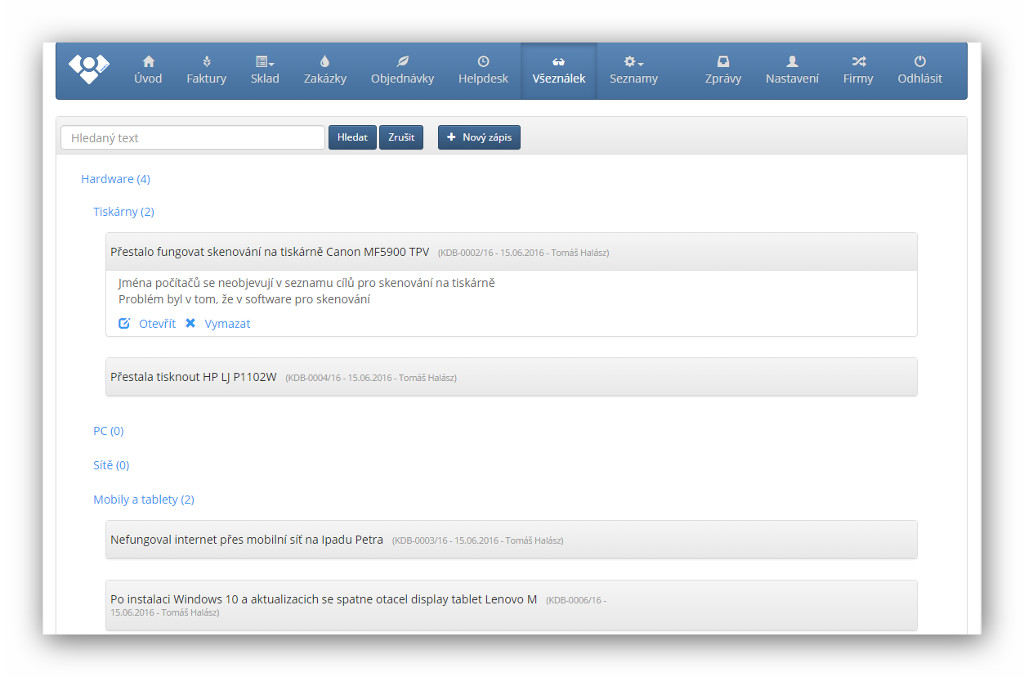 Úvod Faktury Sklad Zakázky Objednávky Helpdesk Všeználek Seznamy Zprávy Nastavení Firmy Odhlásit
Hledaný text Hledat Zrušit Nový zápis
Hardware (4)
Tiskárny (2)
Přestalo fungovat skenování na tiskárně Canon MF5900 TPV (KDB-0002/16 - 15.06.2016 - Tomáš Halász)
Jména počítačů se neobjevují v seznamu cílů pro skenování na tiskárně
Problém byl v tom, že v software pro skenování
Otevřít Vymazat
Přestala tisknout HP LJ P1102W (KDB-0004/16 - 15.06.2016 - Tomáš Halász)
PC (0)
Sítě (0)
Mobily a tablety (2)
Nefungoval internet přes mobilní síť na Ipadu Petra (KDB-0003/16 - 15.06.2016 - Tomáš Halász)
Po instalaci Windows 10 a aktualizacich se spatne otacel display tablet Lenovo M (KDB-0006/16 -
15.06.2016 - Tomáš Halász)